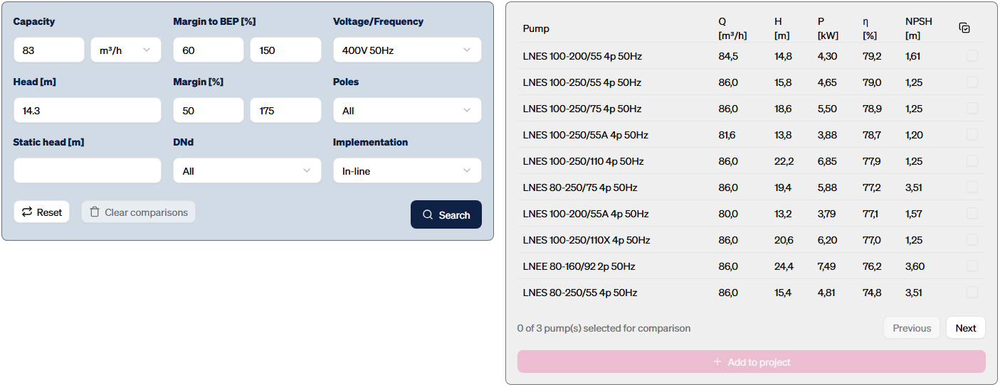 Capacity Margin to BEP [%] Voltage/Frequency
83 m³/h 60 150 400V 50Hz
Head [m] Margin [%] Poles
14.3 50 175 All
Static head [m] DNd Implementation
All In-line
Reset Clear comparisons Search
Pump Q [m³/h] H [m] P [kW] η [%] NPSH [m]
LNES 100-200/55 4p 50Hz 84,5 14,8 4,30 79,2 1,61
LNES 100-250/55 4p 50Hz 86,0 15,8 4,65 79,0 1,25
LNES 100-250/75 4p 50Hz 86,0 18,6 5,50 78,9 1,25
LNES 100-250/55A 4p 50Hz 81,6 13,8 3,88 78,7 1,20
LNES 100-250/110 4p 50Hz 86,0 22,2 6,85 77,9 1,25
LNES 80-250/75 4p 50Hz 86,0 19,4 5,88 77,2 3,51
LNES 100-200/55A 4p 50Hz 80,0 13,2 3,79 77,1 1,57
LNES 100-250/110X 4p 50Hz 86,0 20,6 6,20 77,0 1,25
LNEE 80-160/92 2p 50Hz 86,0 24,4 7,49 76,2 3,60
LNES 80-250/55 4p 50Hz 86,0 15,4 4,81 74,8 3,51
0 of 3 pump(s) selected for comparison Previous Next
+ Add to project